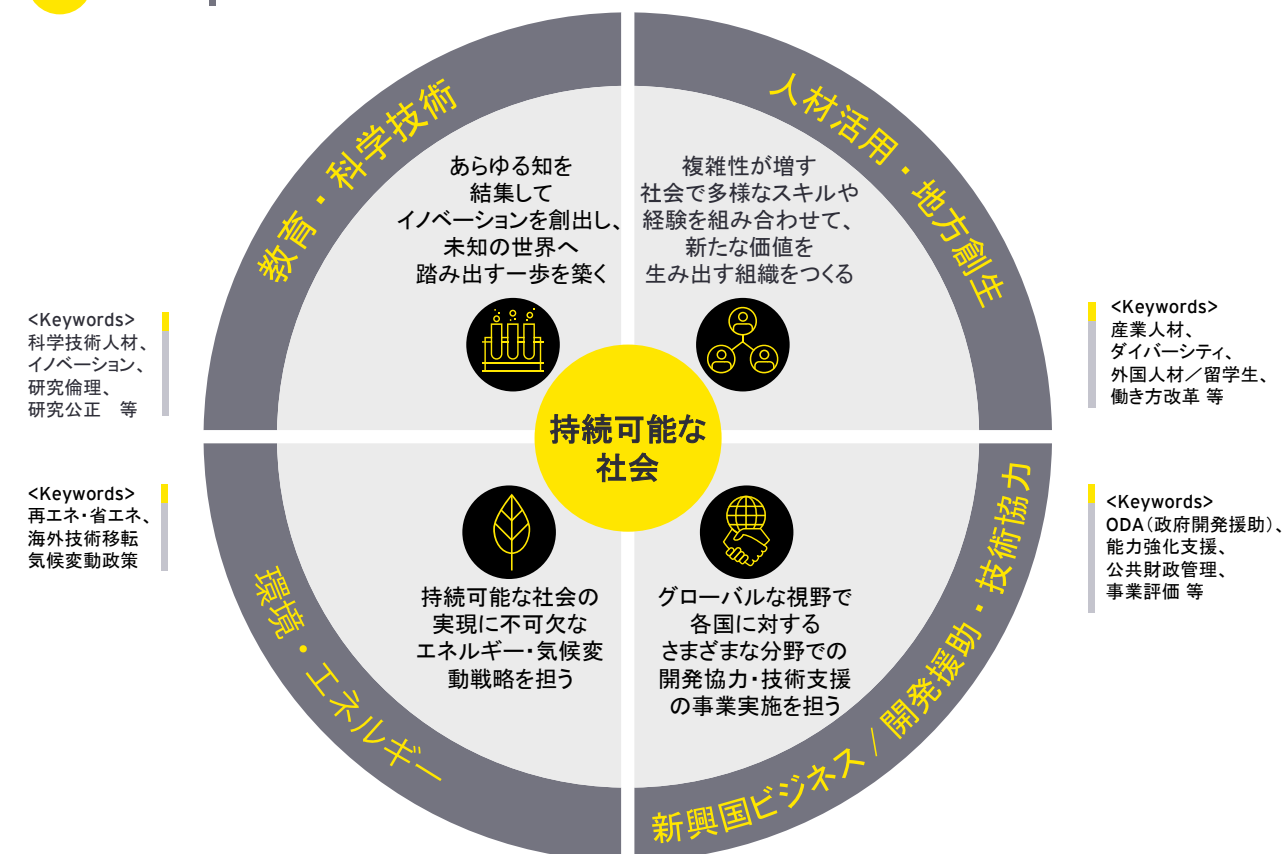 教育・科学技術
あらゆる知を
結集して
イノベーションを創出し、
未知の世界へ
踏み出す一歩を築く
<Keywords>
科学技術人材、
イノベーション、
研究倫理、
研究公正　等
人材活用・地方創生
複雑性が増す
社会で多様なスキルや
経験を組み合わせて、
新たな価値を
生み出す組織をつくる
<Keywords>
産業人材、
ダイバーシティ、
外国人材／留学生、
働き方改革 等
持続可能な
社会
<Keywords>
再エネ・省エネ、
海外技術移転
気候変動政策
環境・エネルギー
持続可能な社会の
実現に不可欠な
エネルギー・気候変
動戦略を担う
グローバルな視野で
各国に対する
さまざまな分野での
開発協力・技術支援
の事業実施を担う
新興国ビジネス / 開発援助・技術協力
<Keywords>
ODA（政府開発援助）、
能力強化支援、
公共財政管理、
事業評価 等